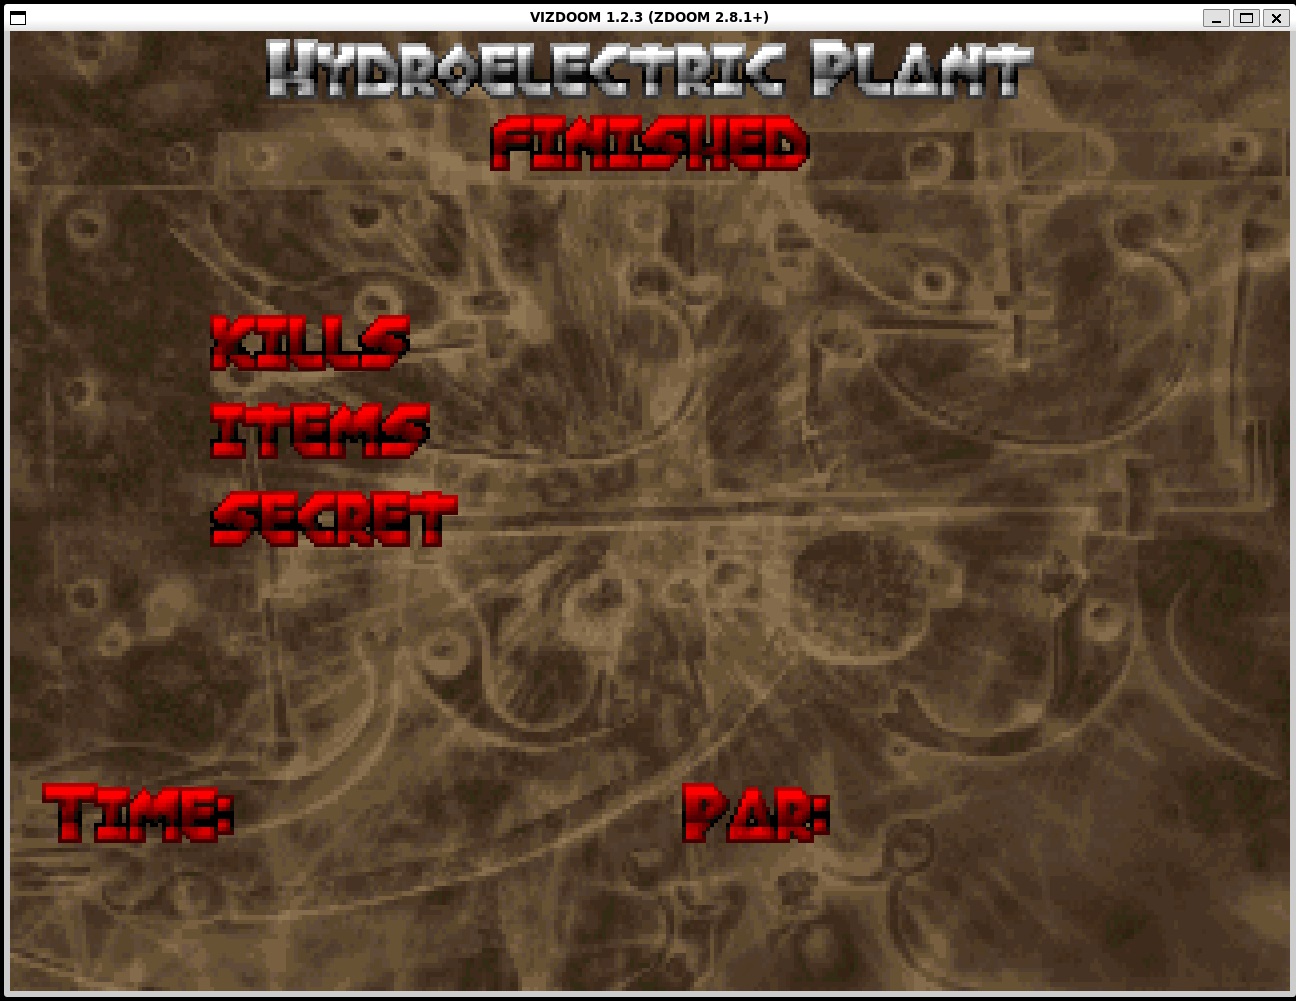 VIZDOOM 1.2.3 (ZDOOM 2.8.1+)
HYDROELECTRIC PLANT
FINISHED
KILLS
ITEMS
SECRET
TIME:
PAR: